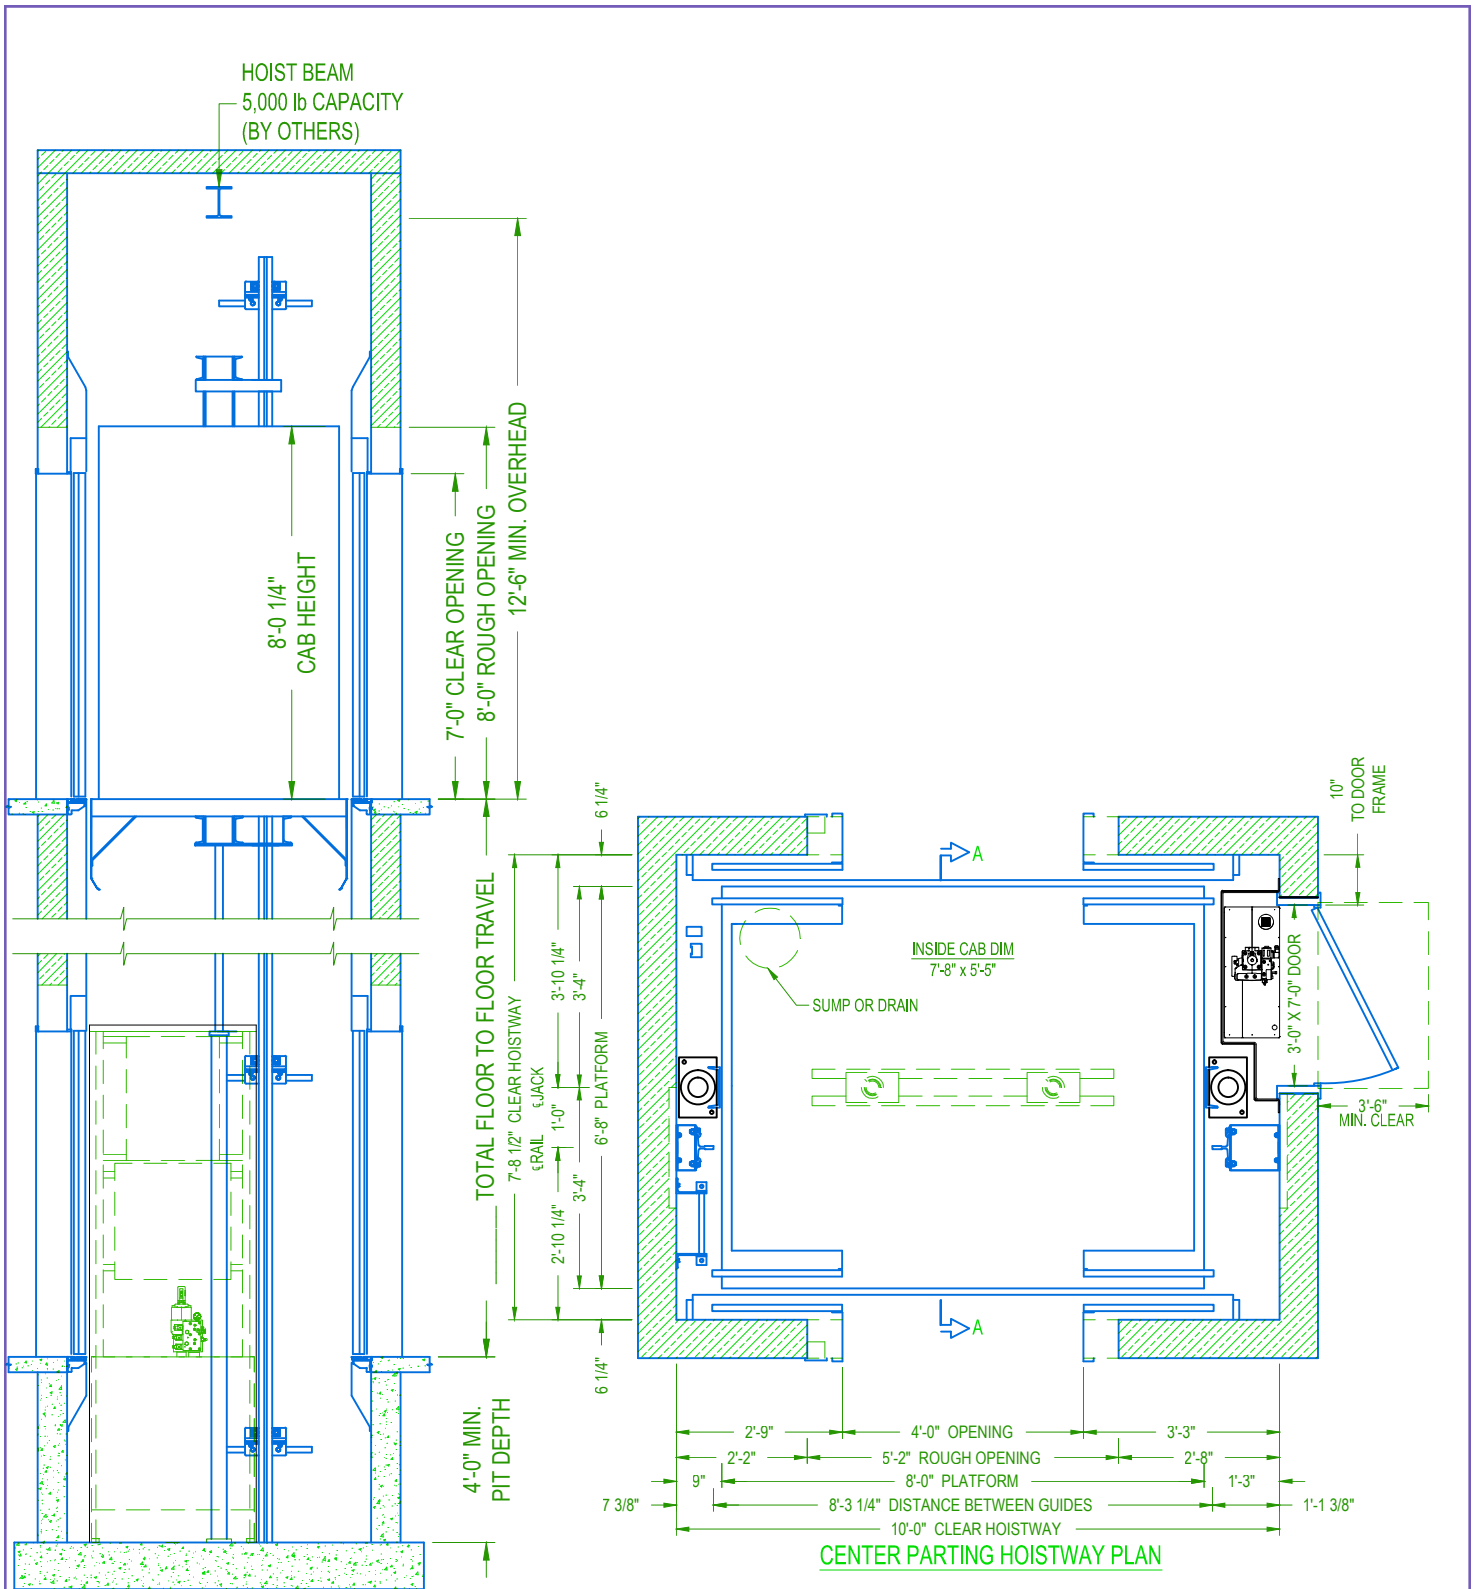 HOIST BEAM
5,000 lb CAPACITY
(BY OTHERS)
8'-0 1/4"
CAB HEIGHT
7'-0" CLEAR OPENING
8'-0" ROUGH OPENING
12'-6" MIN. OVERHEAD
TOTAL FLOOR TO FLOOR TRAVEL
4'-0" MIN.
PIT DEPTH
6 1/4"
7'-8 1/2" CLEAR HOISTWAY
3'-10 1/4"
3'-4"
℄RAIL
℄JACK
1'-0"
6'-8" PLATFORM
2'-10 1/4"
3'-4"
6 1/4"
A
INSIDE CAB DIM
7'-8" x 5'-5"
SUMP OR DRAIN
A
10"
TO DOOR
FRAME
3'-0" X 7'-0" DOOR
3'-6"
MIN. CLEAR
2'-9"
4'-0" OPENING
3'-3"
2'-2"
5'-2" ROUGH OPENING
2'-8"
9"
8'-0" PLATFORM
1'-3"
7 3/8"
8'-3 1/4" DISTANCE BETWEEN GUIDES
1'-1 3/8"
10'-0" CLEAR HOISTWAY
CENTER PARTING HOISTWAY PLAN